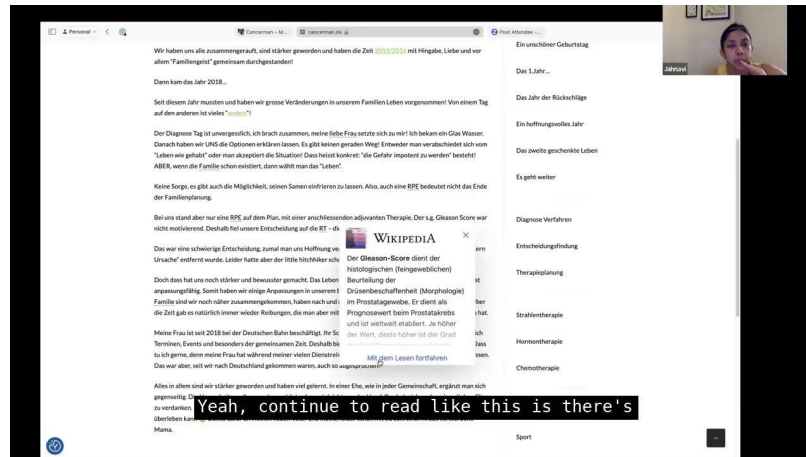 Personal
Cancerman – M...
cancerman.de
Post Attendee -...
Jahnavi
Wir haben uns alle zusammengerauft, sind stärker geworden und haben die Zeit 2015/2016 mit Hingabe, Liebe und vor
allem "Familiengeist" gemeinsam durchgestanden!
Dann kam das Jahr 2018...
Seit diesem Jahr mussten und haben wir grosse Veränderungen in unserem Familien Leben vorgenommen! Von einem Tag
auf den anderen ist vieles "anders"!
Der Diagnose Tag ist unvergesslich, ich brach zusammen, meine liebe Frau setzte sich zu mir! Ich bekam ein Glas Wasser.
Danach haben wir UNS die Optionen erklären lassen. Es gibt keinen geraden Weg! Entweder man verabschiedet sich vom
"Leben wie gehabt" oder man akzeptiert die Situation! Dass heisst konkret: "die Gefahr impotent zu werden" besteht!
ABER, wenn die Familie schon existiert, dann wählt man das "Leben".
Keine Sorge, es gibt auch die Möglichkeit, seinen Samen einfrieren zu lassen. Also, auch eine RPE bedeutet nicht das Ende
der Familienplanung.
Bei uns stand aber nur eine RPE auf dem Plan, mit einer anschliessenden adjuvanten Therapie. Der s.g. Gleason Score war
nicht motivierend. Deshalb fiel unsere Entscheidung auf die RT – di
Das war eine schwierige Entscheidung, zumal man uns Hoffnung ve
ern
Ursache" entfernt wurde. Leider hatte aber der little hitchhiker sch
Doch dass hat uns noch stärker und bewusster gemacht. Das Leben
ist
anpassungsfähig. Somit haben wir einige Anpassungen in unserem
Familie sind wir noch näher zusammengekommen, haben nach und
ber
die Zeit gab es natürlich immer wieder Reibungen, die man aber mit
hat.
Meine Frau ist seit 2018 bei der Deutschen Bahn beschäftigt. Ihr Sc
ich
Terminen, Events und besonders der gemeinsamen Zeit. Deshalb bi
Dass
tu ich gerne, denn meine Frau hat während meiner vielen Dienstrein
ssen.
Das war aber, seit wir nach Deutschland gekommen waren, auch so abgesprochen
Alles in allem sind wir stärker geworden und haben viel gelernt. In einer Ehe, wie in jeder Gemeinschaft, ergänzt man sich
gegenseitig.
zu verdanken.
überleben kann
Mama.
WIKIPEDIA
Der Gleason-Score dient der
histologischen (feingeweblichen)
Beurteilung der
Drüsenbeschaffenheit (Morphologie)
im Prostatagewebe. Er dient als
Prognosewert beim Prostatakrebs
und ist weltweit etabliert. Je höher
der Wert, desto höher ist der Grad
Mit dem Lesen fortfahren
Ein unschöner Geburtstag
Das 1.Jahr...
Das Jahr der Rückschläge
Ein hoffnungsvolles Jahr
Das zweite geschenkte Leben
Es geht weiter
Diagnose Verfahren
Entscheidungsfindung
Therapieplanung
Strahlentherapie
Hormontherapie
Chemotherapie
Sport
Yeah, continue to read like this is there's